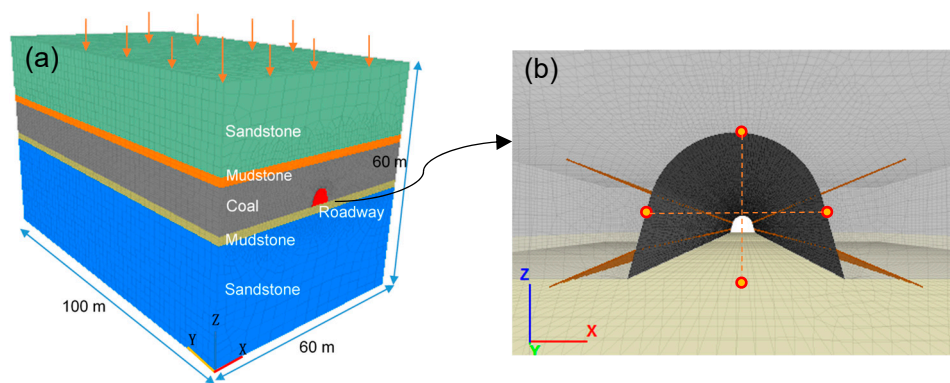 (a)
Sandstone
Mudstone
60 m
Coal
Roadway
Mudstone
Sandstone
100 m
Z
Y
X
60 m
(b)
Z
X
Y